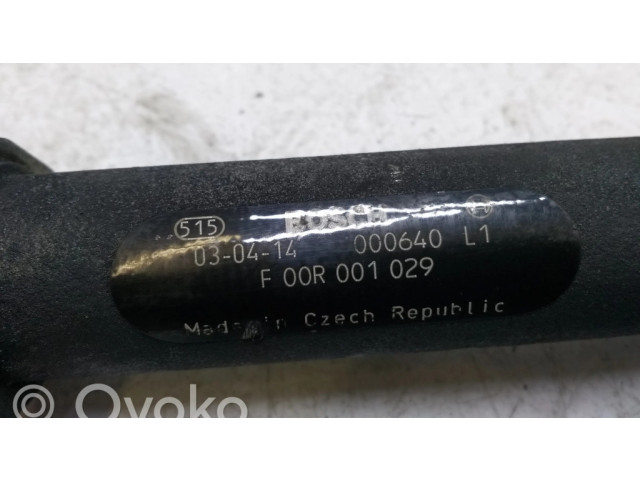 515 BOSCH
03-04-14 000640 L1
F 00R 001 029
Made in Czech Republic
Ovoko